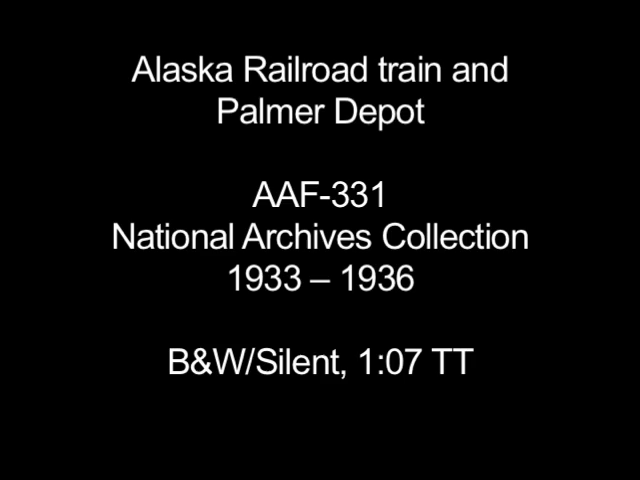 Alaska Railroad train and
Palmer Depot
AAF-331
National Archives Collection
1933 – 1936
B&W/Silent, 1:07 TT